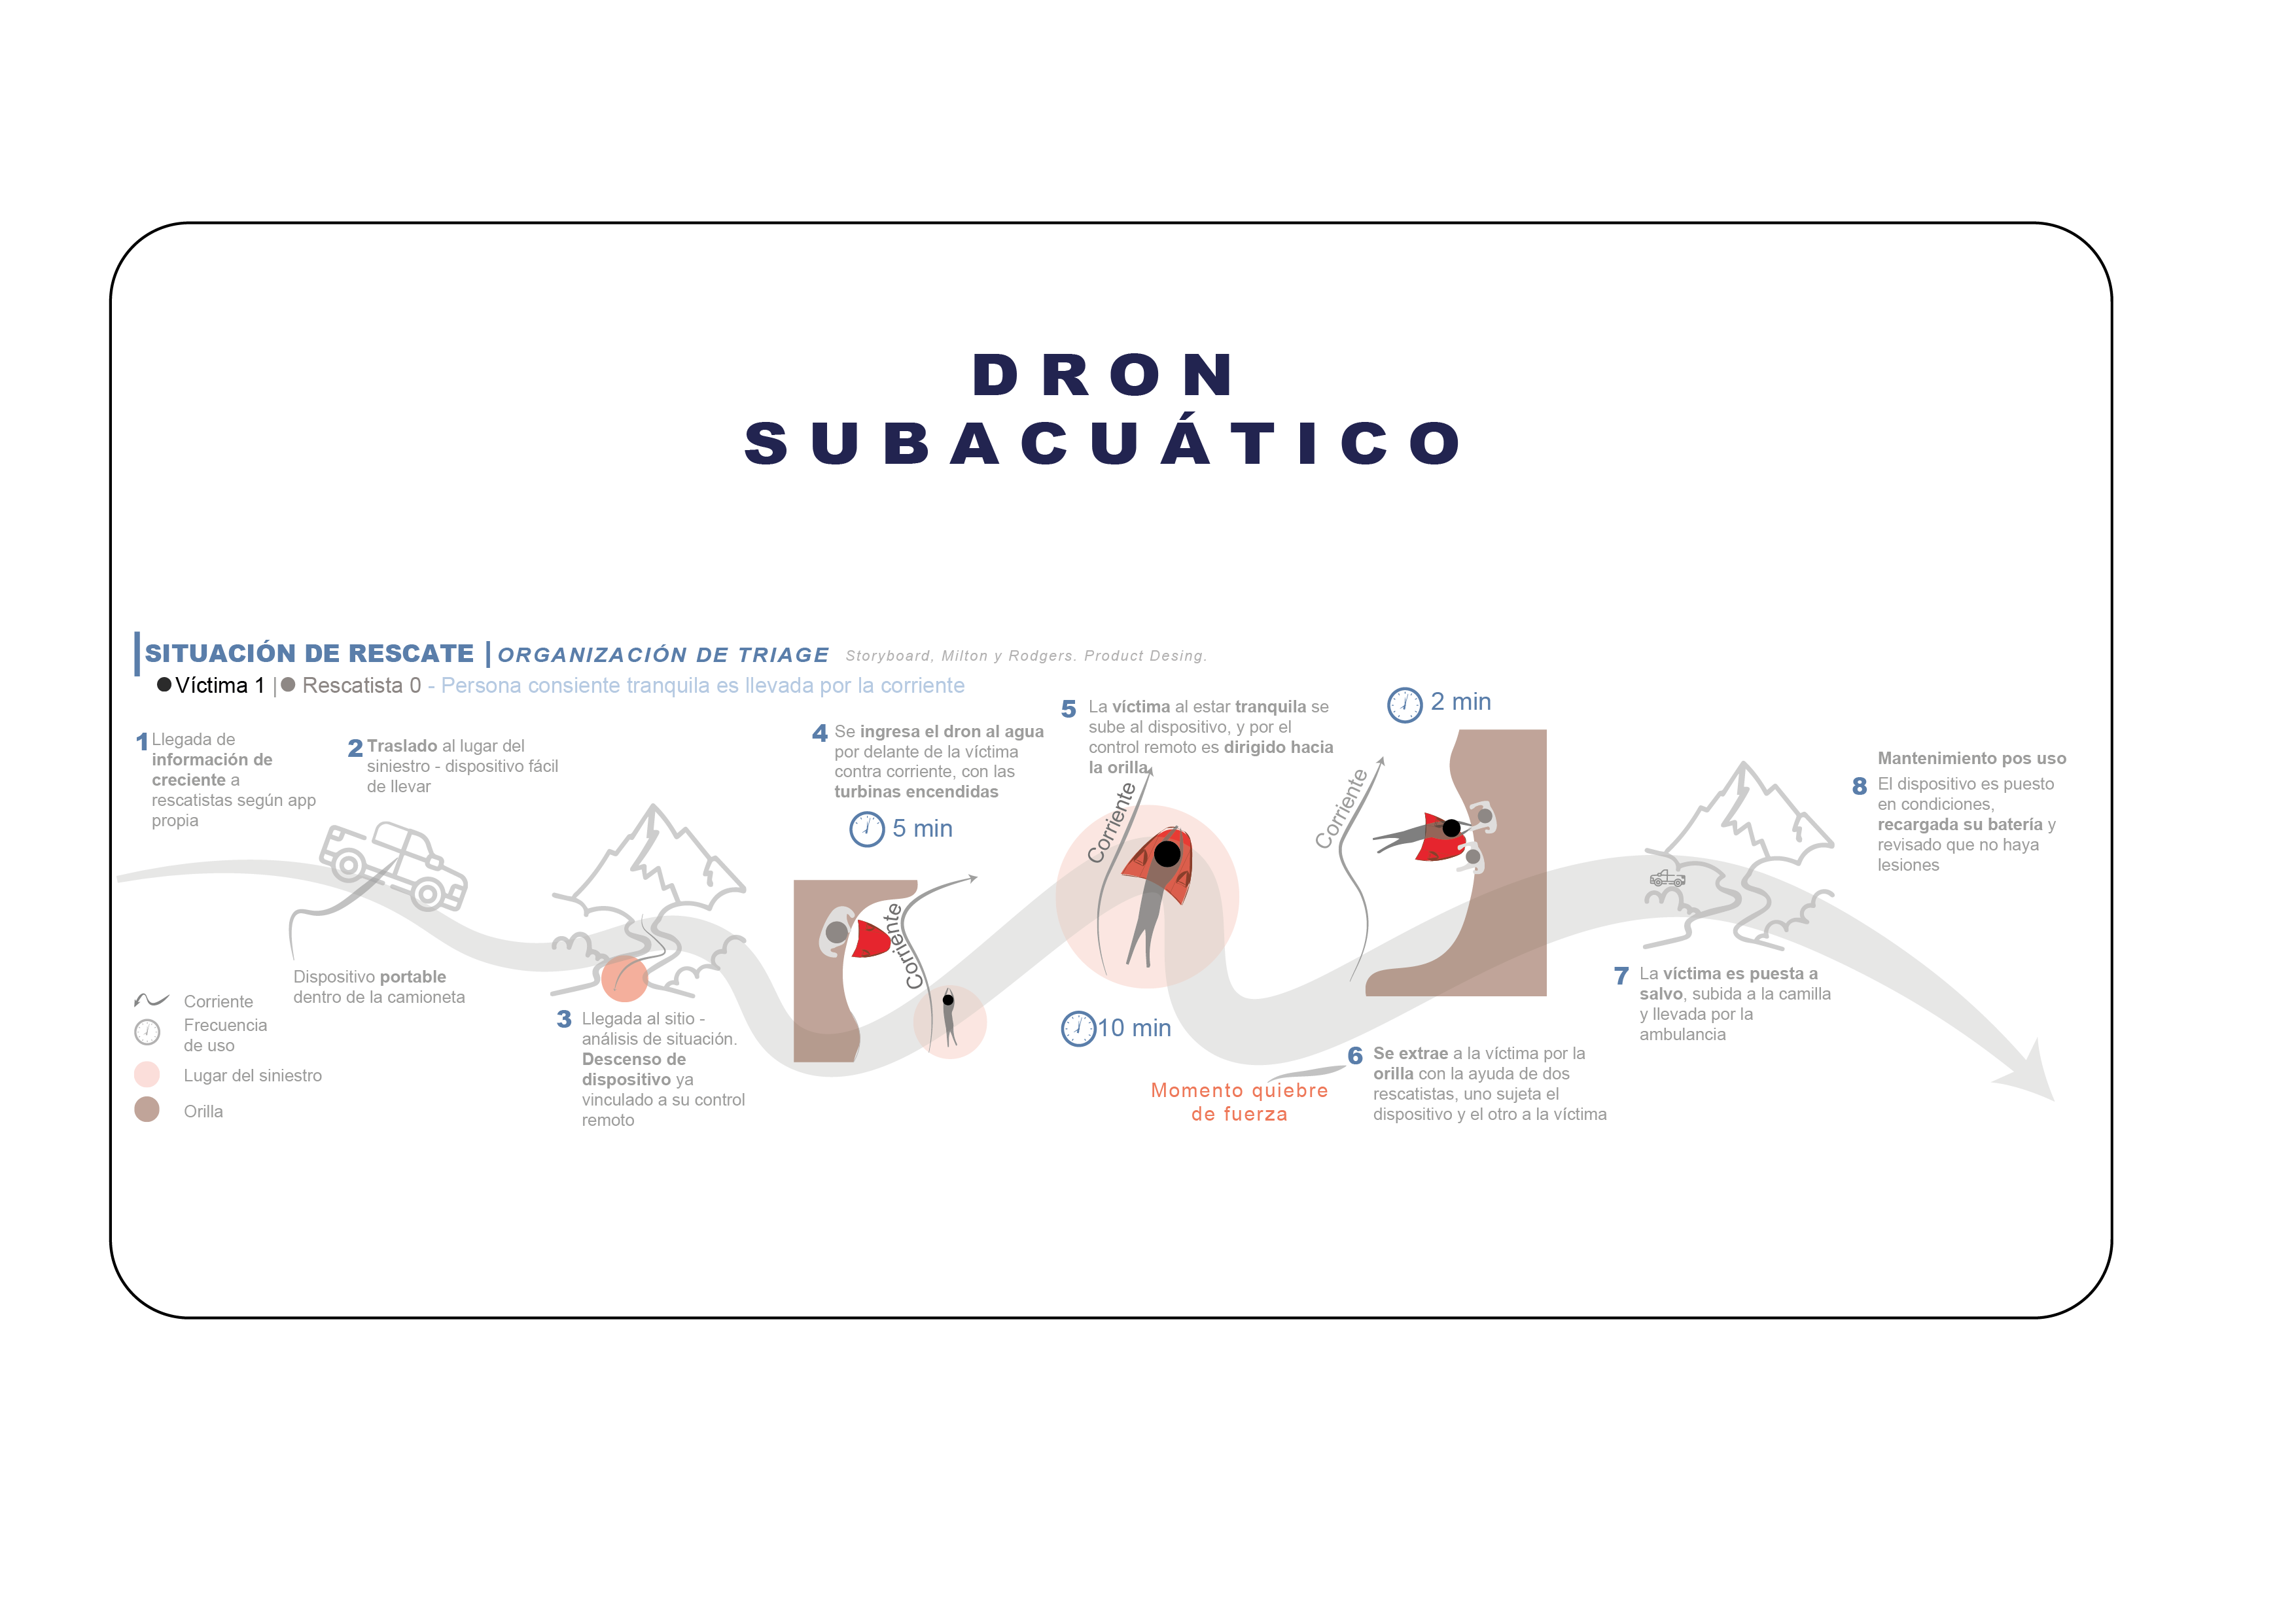 DRON
SUBACUÁTICO
SITUACIÓN DE RESCATE | ORGANIZACIÓN DE TRIAGE Storyboard, Milton y Rodgers. Product Desing.
Víctima 1 | Rescatista 0 - Persona consiente tranquila es llevada por la corriente
1 Llegada de
información de
creciente a
rescatistas según app
propia
2 Traslado al lugar del
siniestro - dispositivo fácil
de llevar
Dispositivo portable
dentro de la camioneta
Corriente
Frecuencia
de uso
Lugar del siniestro
Orilla
3 Llegada al sitio -
análisis de situación.
Descenso de
dispositivo ya
vinculado a su control
remoto
4 Se ingresa el dron al agua
por delante de la víctima
contra corriente, con las
turbinas encendidas
5 min
Corriente
5 La víctima al estar tranquila se
sube al dispositivo, y por el
control remoto es dirigido hacia
la orilla
Corriente
10 min
Momento quiebre
de fuerza
2 min
Corriente
6 Se extrae a la víctima por la
orilla con la ayuda de dos
rescatistas, uno sujeta el
dispositivo y el otro a la víctima
7 La víctima es puesta a
salvo, subida a la camilla
y llevada por la
ambulancia
Mantenimiento pos uso
8 El dispositivo es puesto
en condiciones,
recargada su batería y
revisado que no haya
lesiones